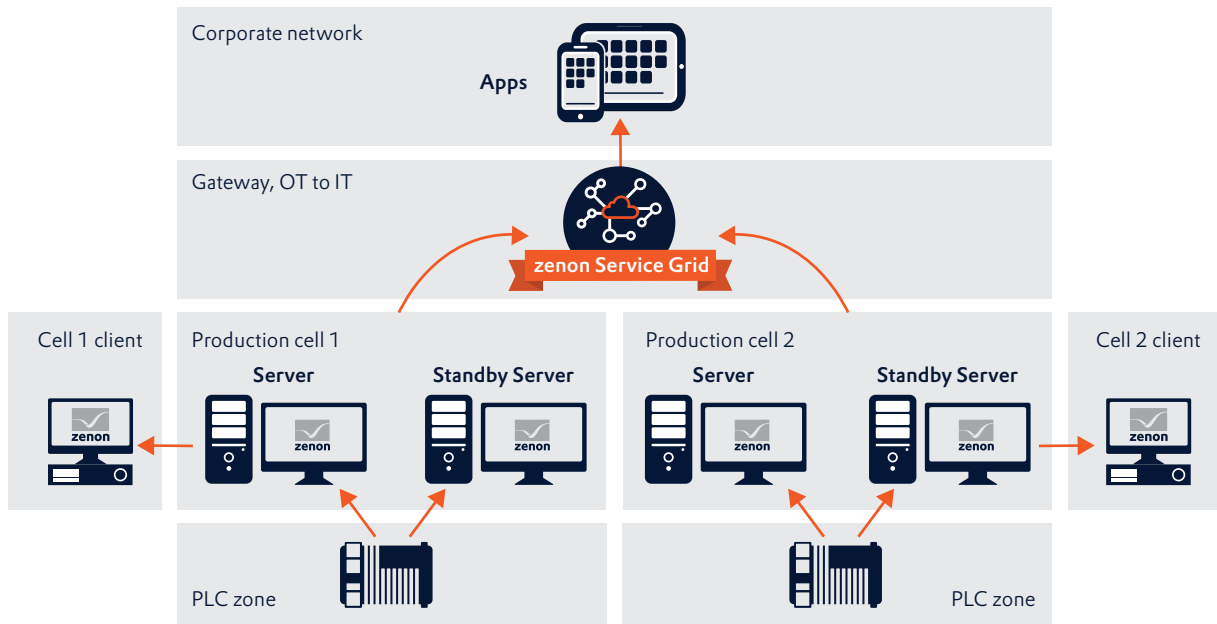 Corporate network
Apps
Gateway, OT to IT
zenon Service Grid
Cell 1 client
Production cell 1
Production cell 2
Cell 2 client
Server
Standby Server
Server
Standby Server
zenon
zenon
zenon
zenon
zenon
zenon
PLC zone
PLC zone